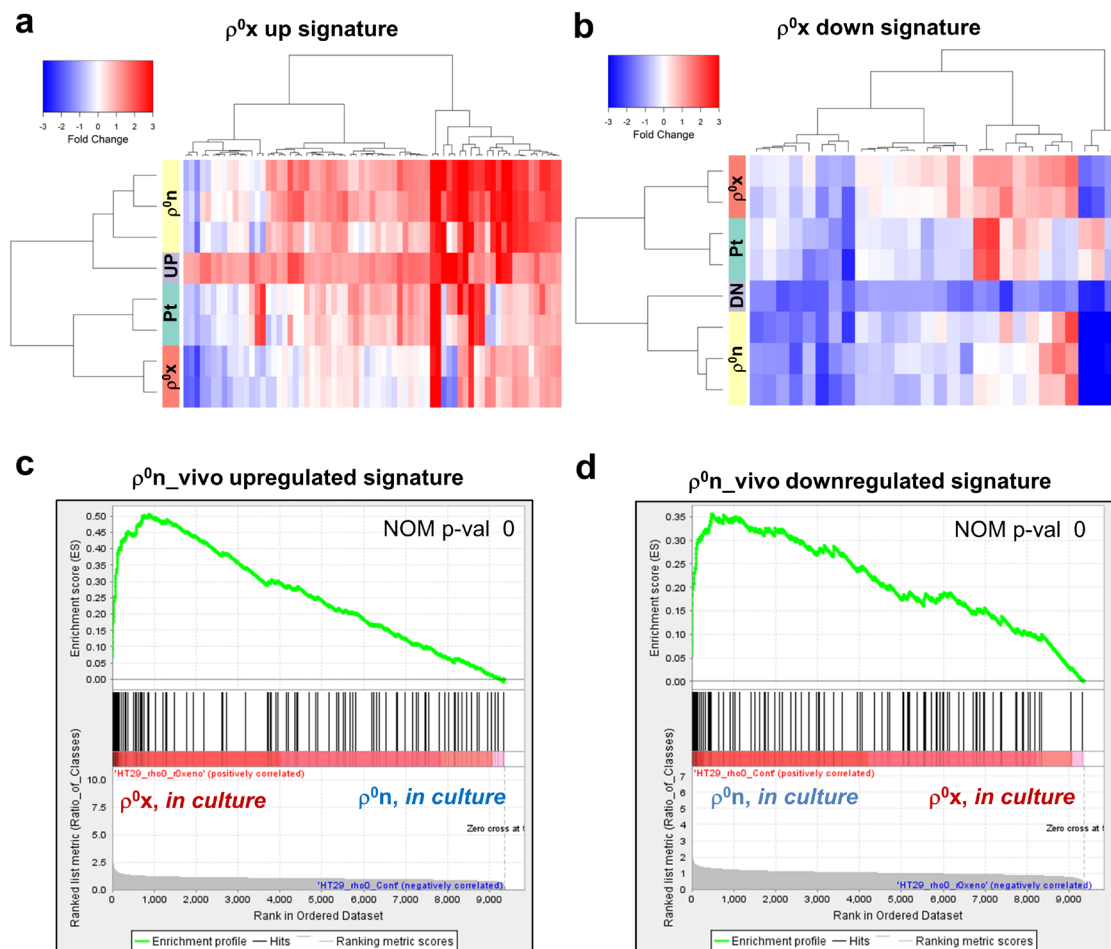 a
ρ⁰x up signature
-3 -2 -1 0 1 2 3
Fold Change
ρ⁰n
UP
Pt
ρ⁰x
b
ρ⁰x down signature
-3 -2 -1 0 1 2 3
Fold Change
ρ⁰x
Pt
DN
ρ⁰n
c
ρ⁰n_vivo upregulated signature
NOM p-val 0
Enrichment score (ES)
0.50
0.45
0.40
0.35
0.30
0.25
0.20
0.15
0.10
0.05
0.00
'HT29_rho0_r0xeno' (positively correlated)
ρ⁰x, in culture
ρ⁰n, in culture
Zero cross at
Ranked list metric (Ratio_of_Classes)
10.0
7.5
5.0
2.5
0.0
'HT29_rho0_Cont' (negatively correlated)
0 1,000 2,000 3,000 4,000 5,000 6,000 7,000 8,000 9,000
Rank in Ordered Dataset
Enrichment profile Hits Ranking metric scores
d
ρ⁰n_vivo downregulated signature
NOM p-val 0
Enrichment score (ES)
0.35
0.30
0.25
0.20
0.15
0.10
0.05
0.00
'HT29_rho0_Cont' (positively correlated)
ρ⁰n, in culture
ρ⁰x, in culture
Zero cross at
Ranked list metric (Ratio_of_Classes)
7
6
5
4
3
2
1
0
'HT29_rho0_r0xeno' (negatively correlated)
0 1,000 2,000 3,000 4,000 5,000 6,000 7,000 8,000 9,000
Rank in Ordered Dataset
Enrichment profile Hits Ranking metric scores